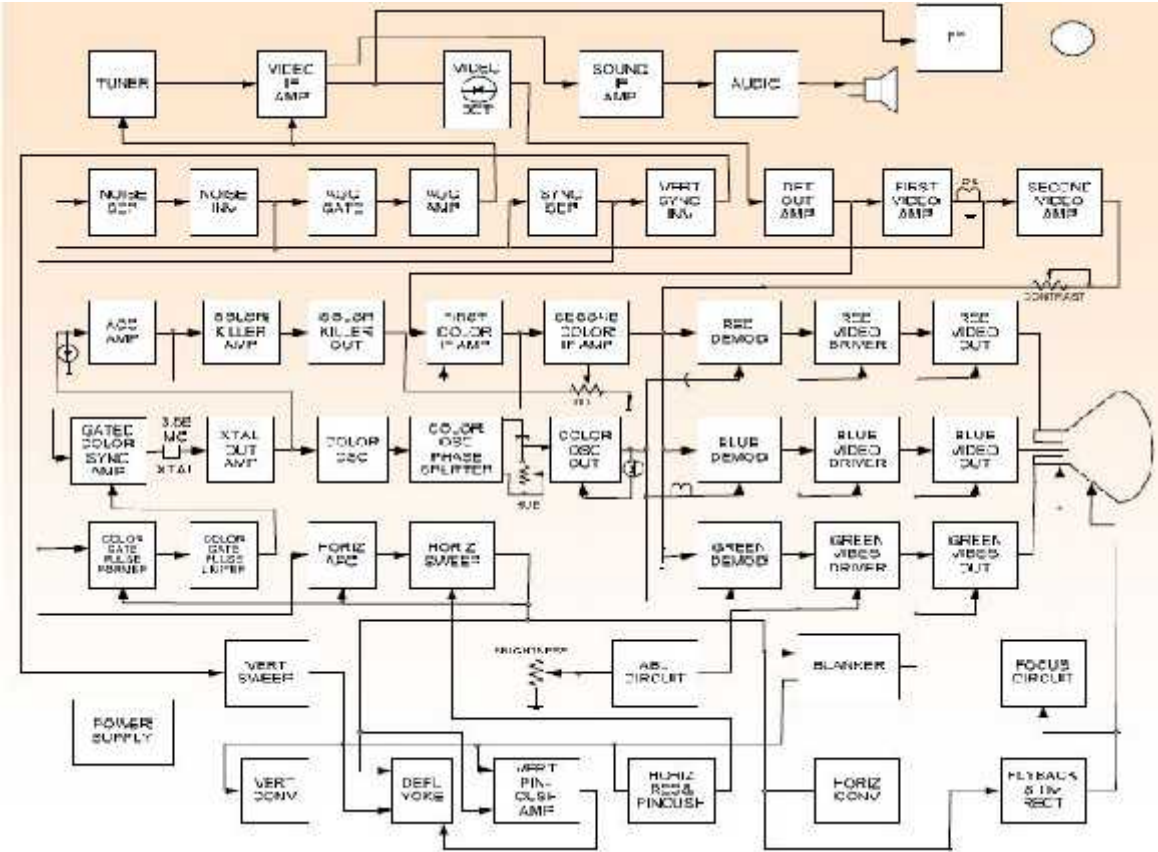 TUNER
VIDEO
IF
AMP
VIDEO
DET
SOUND
IF
AMP
AUDIO
NOISE
SEP
NOISE
INV
AGC
GATE
AGC
AMP
SYNC
SEP
VERT
SYNC
INV
DET
OUT
AMP
FIRST
VIDEO
AMP
SECOND
VIDEO
AMP
CONTRAST
ACC
AMP
COLOR
KILLER
AMP
COLOR
KILLER
OUT
FIRST
COLOR
IF AMP
SECOND
COLOR
IF AMP
RED
DEMOD
RED
VIDEO
DRIVER
RED
VIDEO
OUT
GATED
COLOR
SYNC
AMP
3.58
MC
XTAL
XTAL
OUT
AMP
COLOR
OSC
COLOR
OSC
PHASE
SPLITTER
COLOR
OSC
OUT
BLUE
DEMOD
BLUE
VIDEO
DRIVER
BLUE
VIDEO
OUT
COLOR
GATE
PULSE
FORMER
COLOR
GATE
PULSE
LIMITER
HORIZ
AFC
HORIZ
SWEEP
GREEN
DEMOD
GREEN
VIDEO
DRIVER
GREEN
VIDEO
OUT
VERT
SWEEP
BRIGHTNESS
ABL
CIRCUIT
BLANKER
FOCUS
CIRCUIT
POWER
SUPPLY
VERT
CONV
DEFL
YOKE
VERT
PIN-
CUSH
AMP
HORIZ
REG &
PINCUSH
HORIZ
CONV
FLYBACK
& HV
RECT